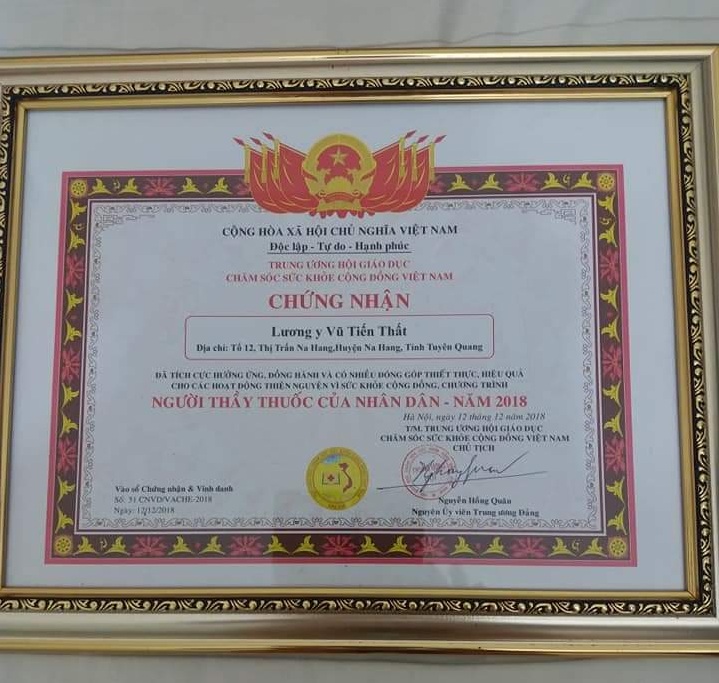 CỘNG HÒA XÃ HỘI CHỦ NGHĨA VIỆT NAM
Độc lập - Tự do - Hạnh phúc
TRUNG ƯƠNG HỘI GIÁO DỤC
CHĂM SÓC SỨC KHỎE CỘNG ĐỒNG VIỆT NAM
CHỨNG NHẬN
Lương y Vũ Tiến Thất
Địa chỉ: Tổ 12, Thị Trấn Na Hang,Huyện Na Hang, Tỉnh Tuyên Quang
ĐÃ TÍCH CỰC HƯỞNG ỨNG, ĐỒNG HÀNH VÀ CÓ NHIỀU ĐÓNG GÓP THIẾT THỰC, HIỆU QUẢ
CHO CÁC HOẠT ĐỘNG THIỆN NGUYỆN VÌ SỨC KHỎE CỘNG ĐỒNG, CHƯƠNG TRÌNH
NGƯỜI THẦY THUỐC CỦA NHÂN DÂN - NĂM 2018
Hà Nội, ngày 12 tháng 12 năm 2018
T/M. TRUNG ƯƠNG HỘI GIÁO DỤC
CHĂM SÓC SỨC KHỎE CỘNG ĐỒNG VIỆT NAM
CHỦ TỊCH
Vào sổ Chứng nhận & Vinh danh
Số: 51 CNVD/VACHE-2018
Ngày: 12/12/2018
Nguyễn Hồng Quân
Nguyên Ủy viên Trung ương Đảng